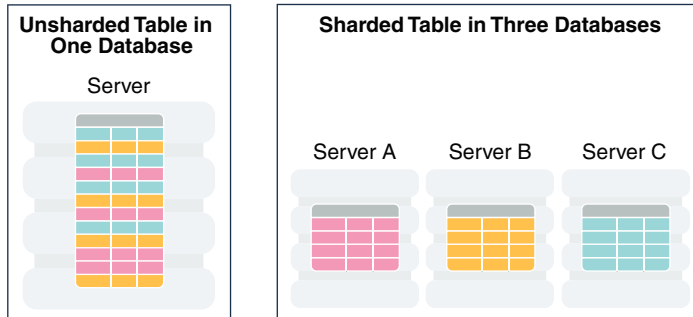 Unsharded Table in
One Database
Server
Sharded Table in Three Databases
Server A
Server B
Server C